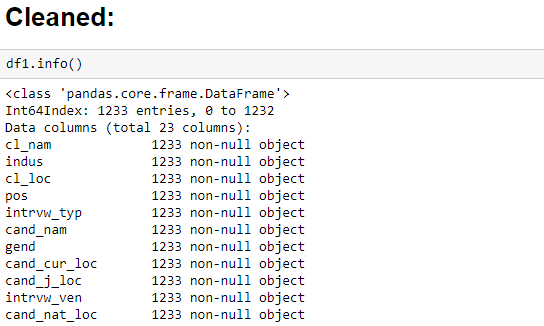 Cleaned:
df1.info()
<class 'pandas.core.frame.DataFrame'>
Int64Index: 1233 entries, 0 to 1232
Data columns (total 23 columns):
cl_nam          1233 non-null object
indus           1233 non-null object
cl_loc          1233 non-null object
pos             1233 non-null object
intrvw_typ      1233 non-null object
cand_nam        1233 non-null object
gend            1233 non-null object
cand_cur_loc    1233 non-null object
cand_j_loc      1233 non-null object
intrvw_ven      1233 non-null object
cand_nat_loc    1233 non-null object